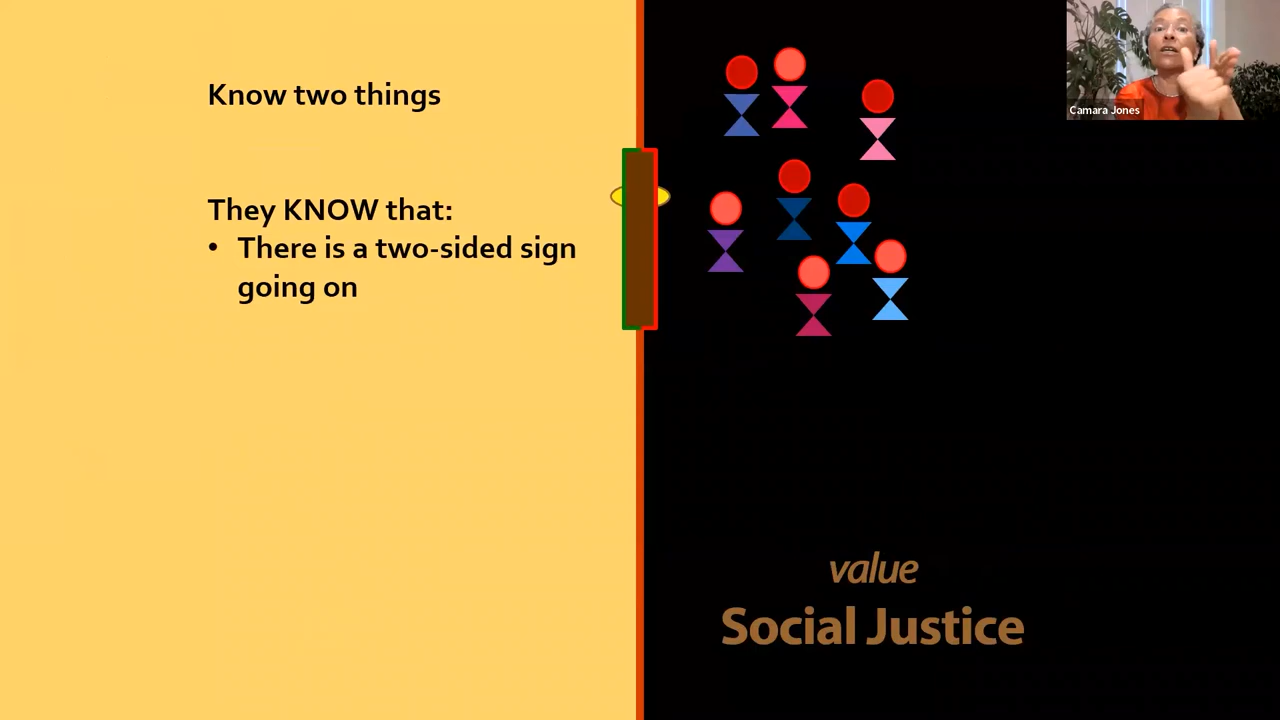 Know two things
They KNOW that:
• There is a two-sided sign
going on
Camara Jones
value
Social Justice